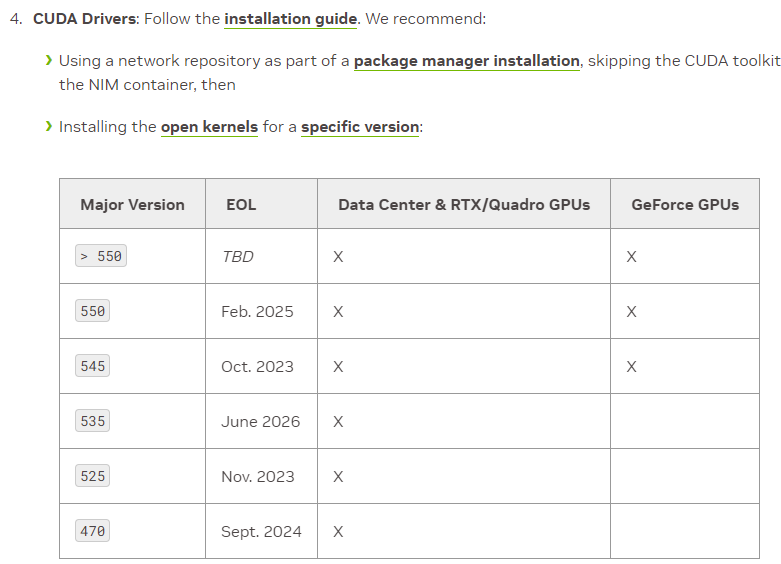 4. CUDA Drivers: Follow the installation guide. We recommend:
Using a network repository as part of a package manager installation, skipping the CUDA toolkit
the NIM container, then
Installing the open kernels for a specific version:
Major Version EOL Data Center & RTX/Quadro GPUs GeForce GPUs
> 550 TBD X X
550 Feb. 2025 X X
545 Oct. 2023 X X
535 June 2026 X
525 Nov. 2023 X
470 Sept. 2024 X